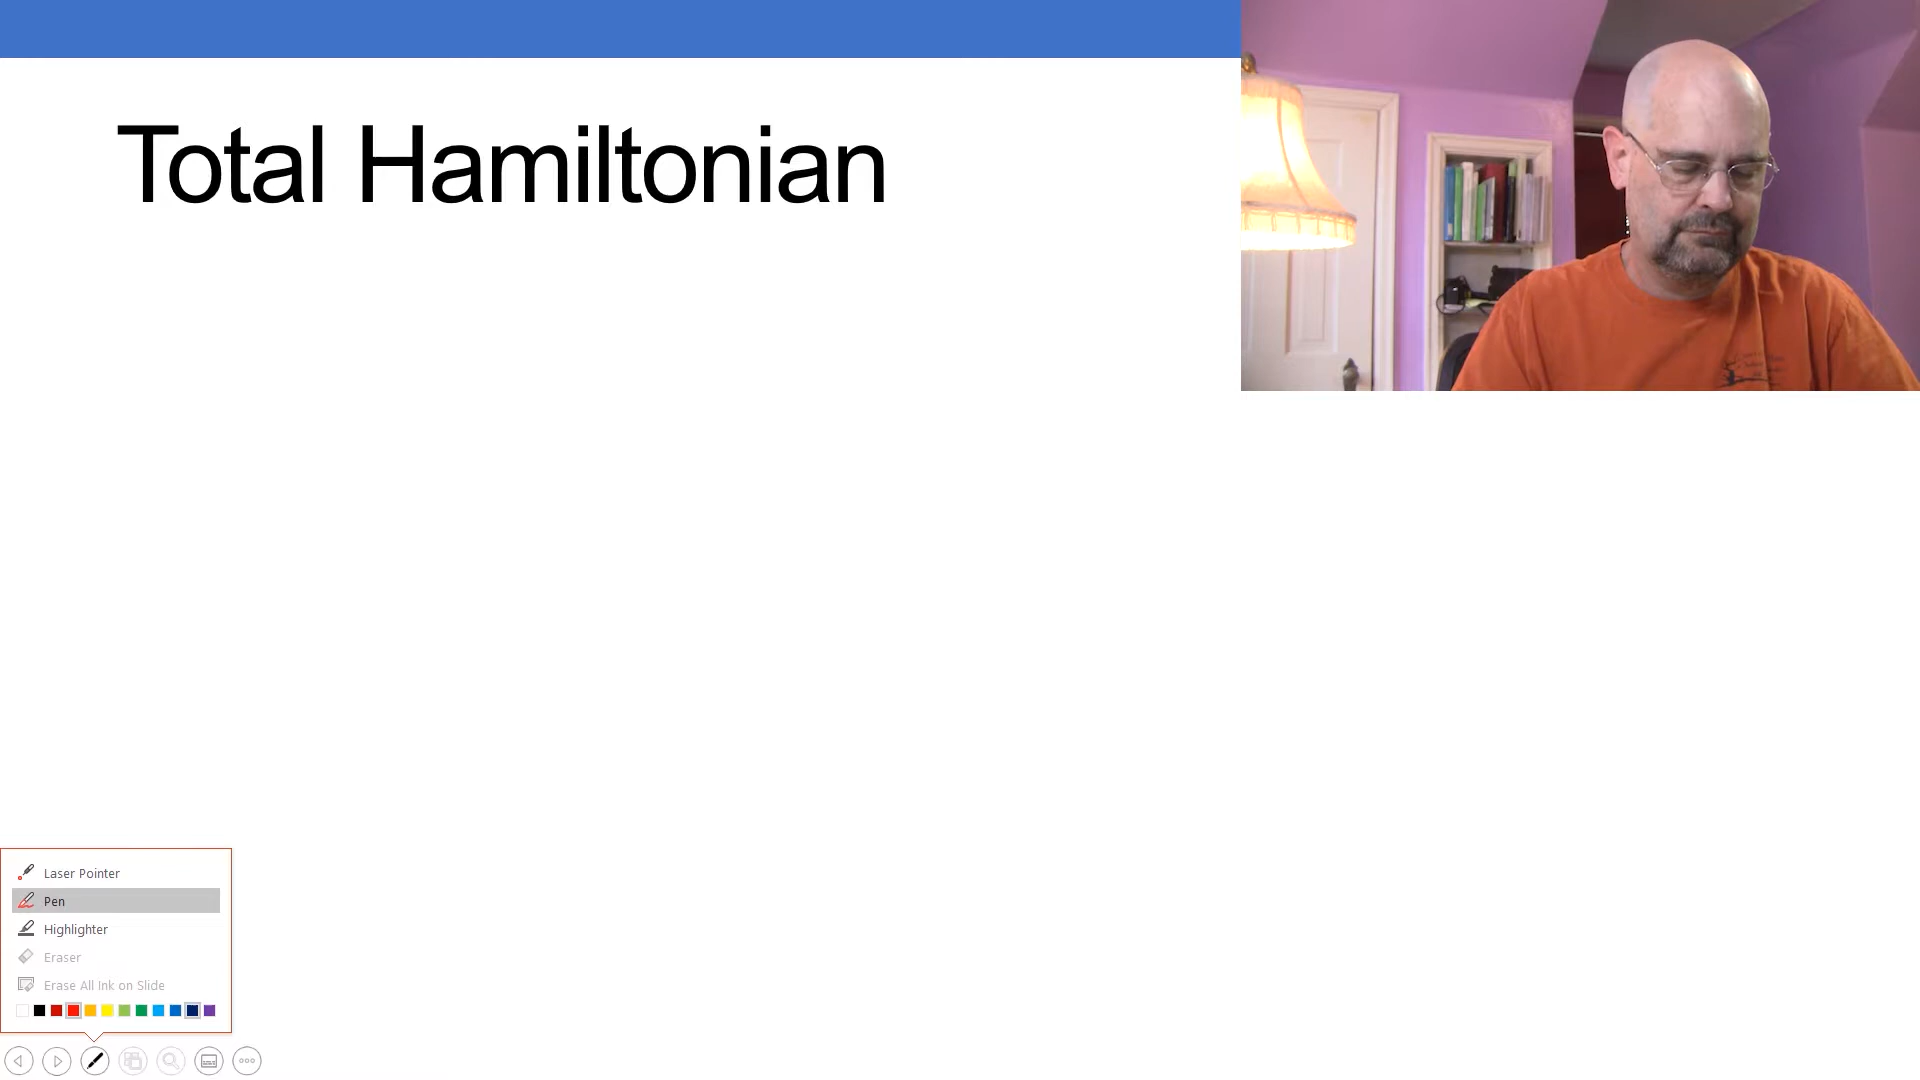 Total Hamiltonian
Laser Pointer
Pen
Highlighter
Eraser
Erase All Ink on Slide